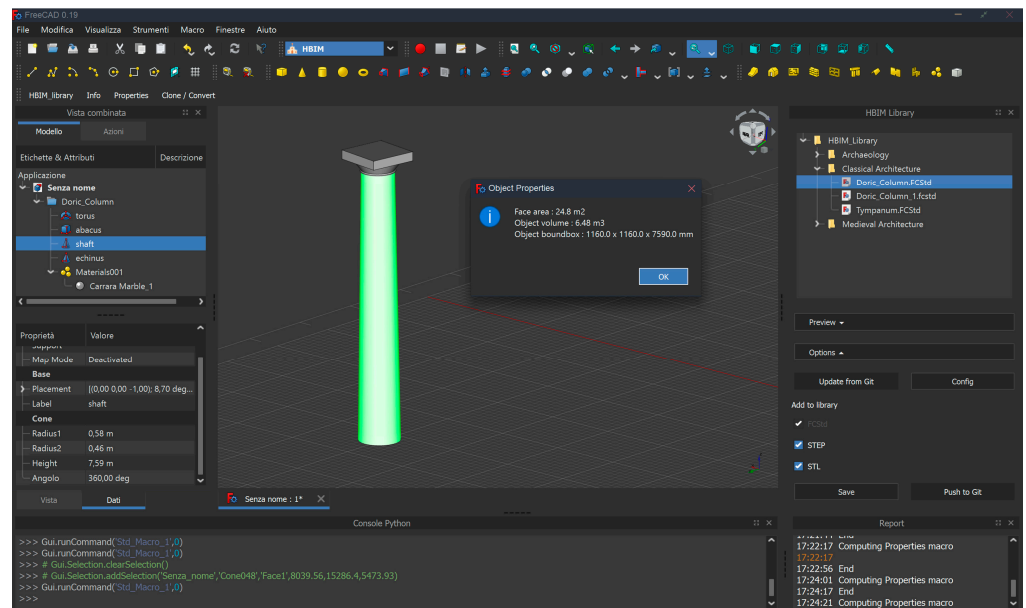 FreeCAD 0.19
File Modifica Visualizza Strumenti Macro Finestre Aiuto
HBIM
HBIM_library Info Properties Clone / Convert
Vista combinata
Modello Azioni
Etichette & Attributi Descrizione
Applicazione
Senza nome
Doric_Column
torus
abacus
shaft
echinus
Materials001
Carrara Marble_1
Proprietà Valore
Support
Map Mode Deactivated
Base
Placement [(0,00 0,00 -1,00); 8,70 deg...
Label shaft
Cone
Radius1 0,58 m
Radius2 0,46 m
Height 7,59 m
Angolo 360,00 deg
Vista Dati
Object Properties
Face area : 24.8 m2
Object volume : 6.48 m3
Object boundbox : 1160.0 x 1160.0 x 7590.0 mm
OK
Senza nome : 1*
HBIM Library
HBIM_Library
Archaeology
Classical Architecture
Doric_Column.FCStd
Doric_Column_1.fcstd
Tympanum.FCStd
Medieval Architecture
Preview
Options
Update from Git Config
Add to library
FCStd
STEP
STL
Save Push to Git
Console Python
>>> Gui.runCommand('Std_Macro_1',0)
>>> Gui.runCommand('Std_Macro_1',0)
>>> # Gui.Selection.clearSelection()
>>> # Gui.Selection.addSelection('Senza_nome','Cone048','Face1',8039.56,15286.4,5473.93)
>>> Gui.runCommand('Std_Macro_1',0)
>>>
Report
17:21:11 End
17:22:17 Computing Properties macro
17:22:17
17:22:56 End
17:24:01 Computing Properties macro
17:24:17 End
17:24:21 Computing Properties macro